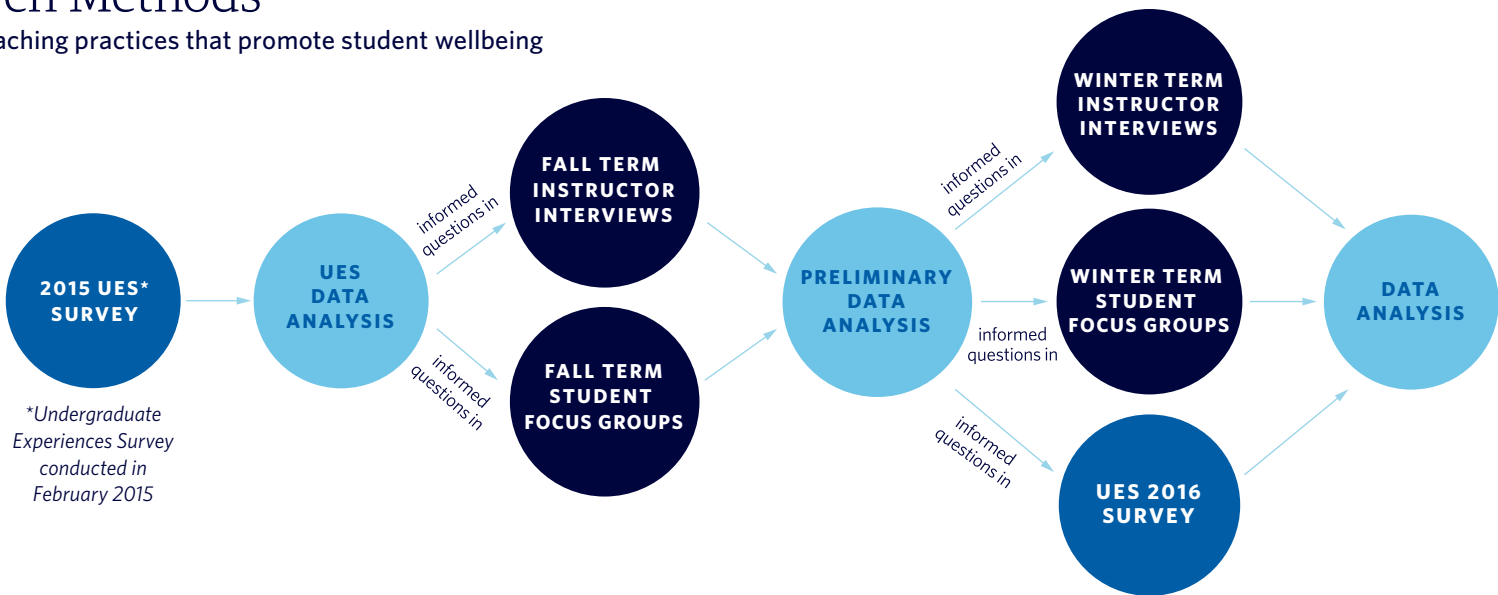 aching practices that promote student wellbeing
2015 UES*
SURVEY
*Undergraduate
Experiences Survey
conducted in
February 2015
UES
DATA
ANALYSIS
informed
questions in
informed
questions in
FALL TERM
INSTRUCTOR
INTERVIEWS
FALL TERM
STUDENT
FOCUS GROUPS
PRELIMINARY
DATA
ANALYSIS
informed
questions in
informed
questions in
informed
questions in
WINTER TERM
INSTRUCTOR
INTERVIEWS
WINTER TERM
STUDENT
FOCUS GROUPS
UES 2016
SURVEY
DATA
ANALYSIS